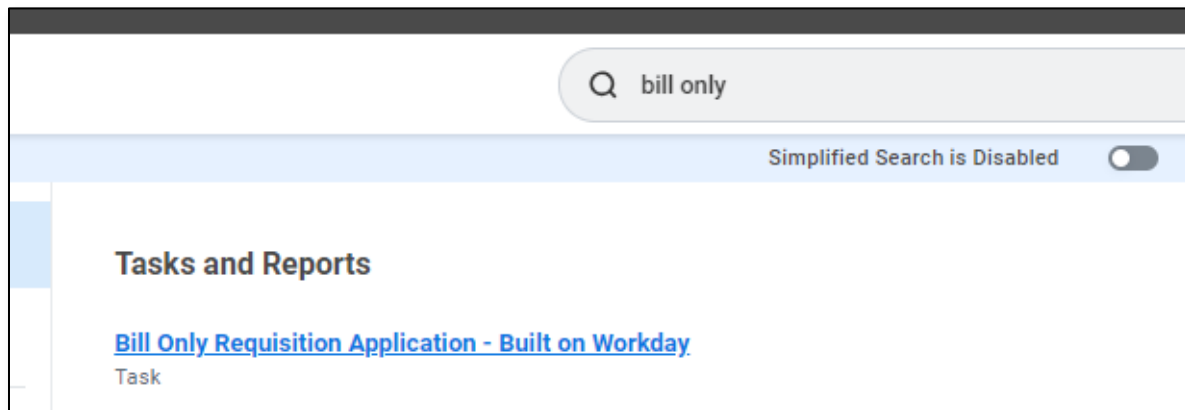 bill only
Simplified Search is Disabled
Tasks and Reports
Bill Only Requisition Application - Built on Workday
Task